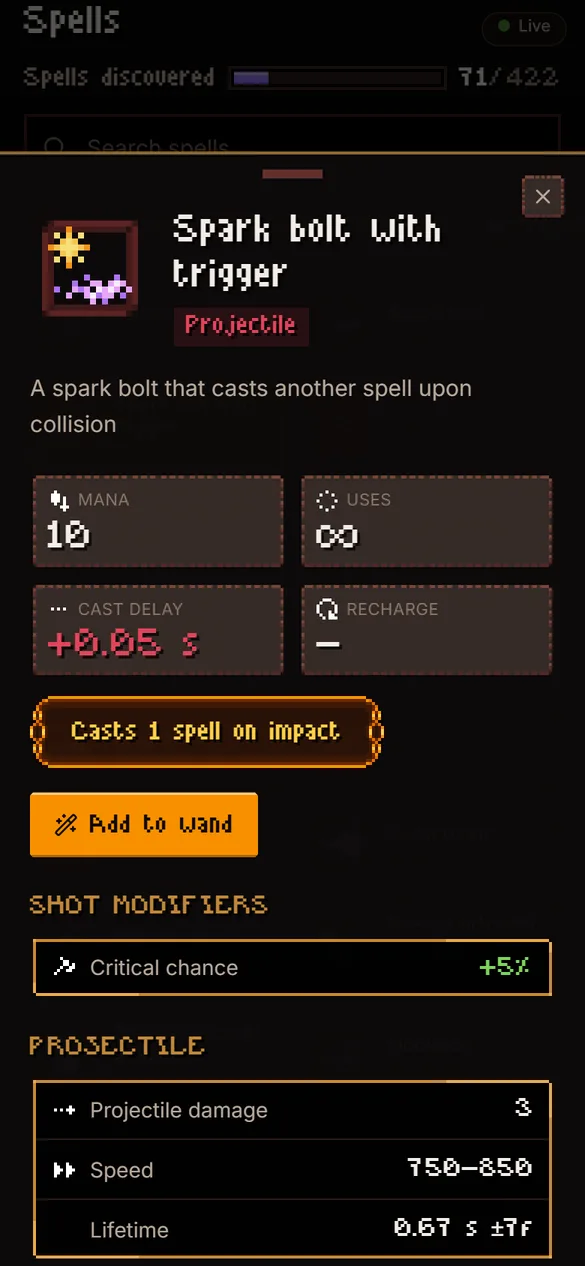 Spells
Live
Spells discovered 71/422
Search spells
Spark bolt with
trigger
Projectile
A spark bolt that casts another spell upon
collision
MANA
10
USES
∞
CAST DELAY
+0.05 s
RECHARGE
—
Casts 1 spell on impact
Add to wand
SHOT MODIFIERS
Critical chance +5%
PROJECTILE
Projectile damage 3
Speed 750–850
Lifetime 0.67 s ±7f